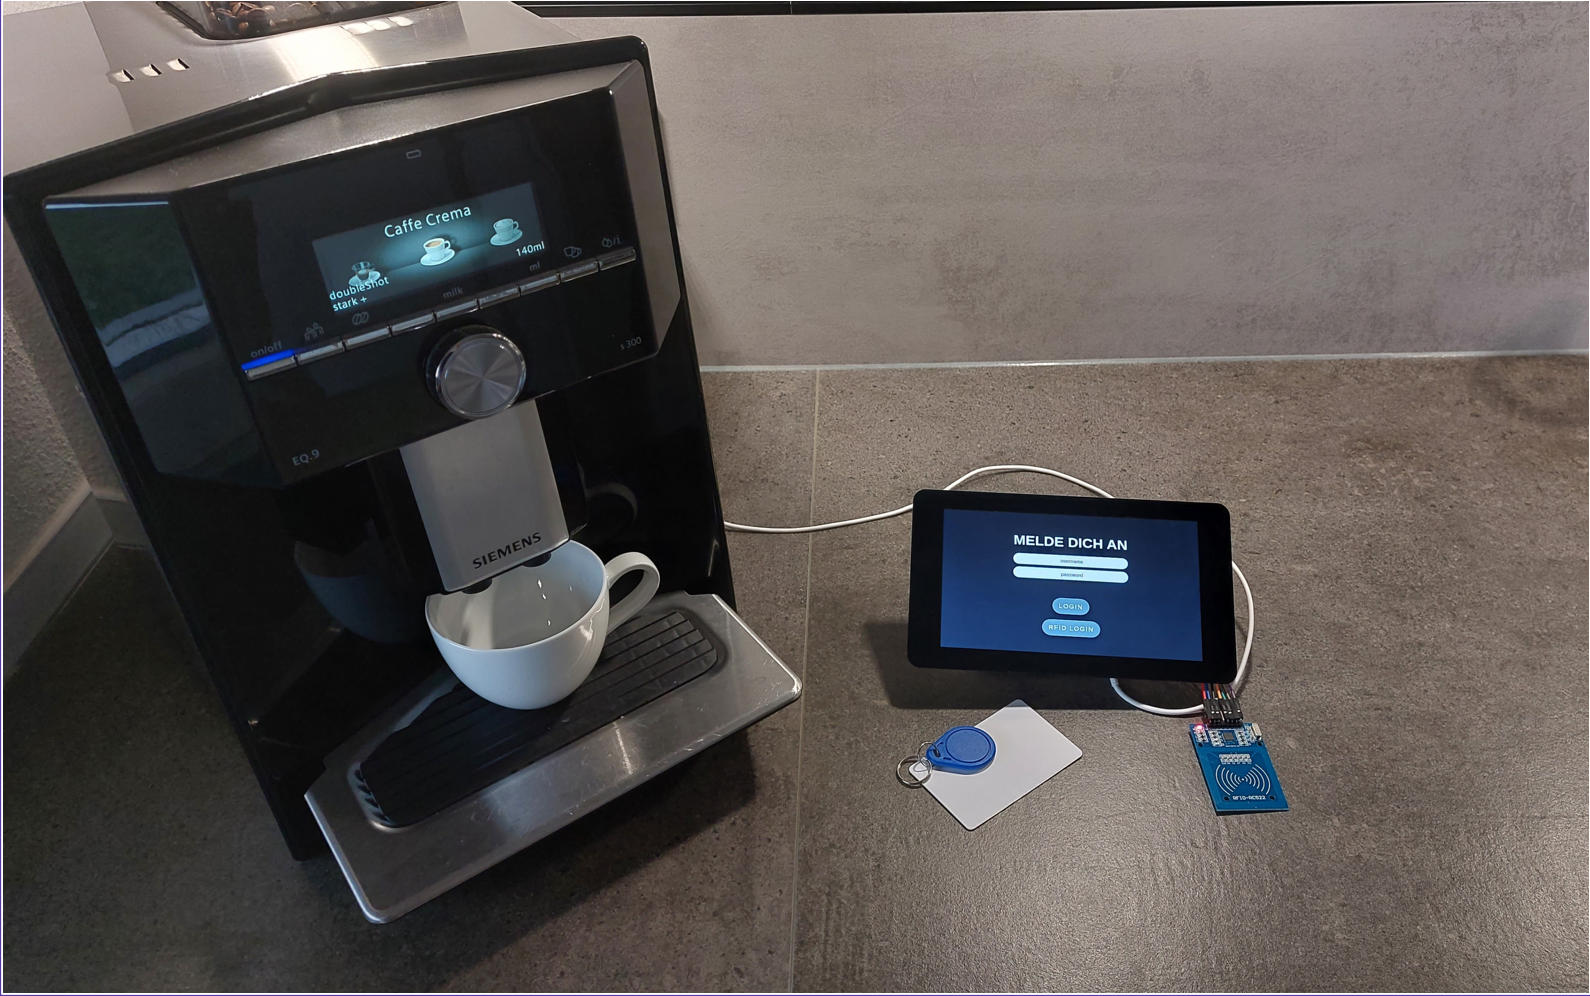 Caffe Crema
140ml
doubleshot
stark +
ml
milk
on/off
s300
EQ.9
SIEMENS
MELDE DICH AN
username
password
LOGIN
RFID LOGIN
RFID-RC522